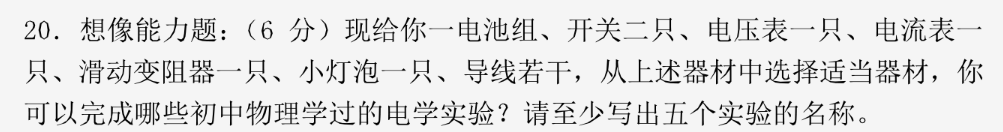 20. 想像能力题：（6 分）现给你一电池组、开关二只、电压表一只、电流表一
只、滑动变阻器一只、小灯泡一只、导线若干，从上述器材中选择适当器材，你
可以完成哪些初中物理学过的电学实验？请至少写出五个实验的名称。